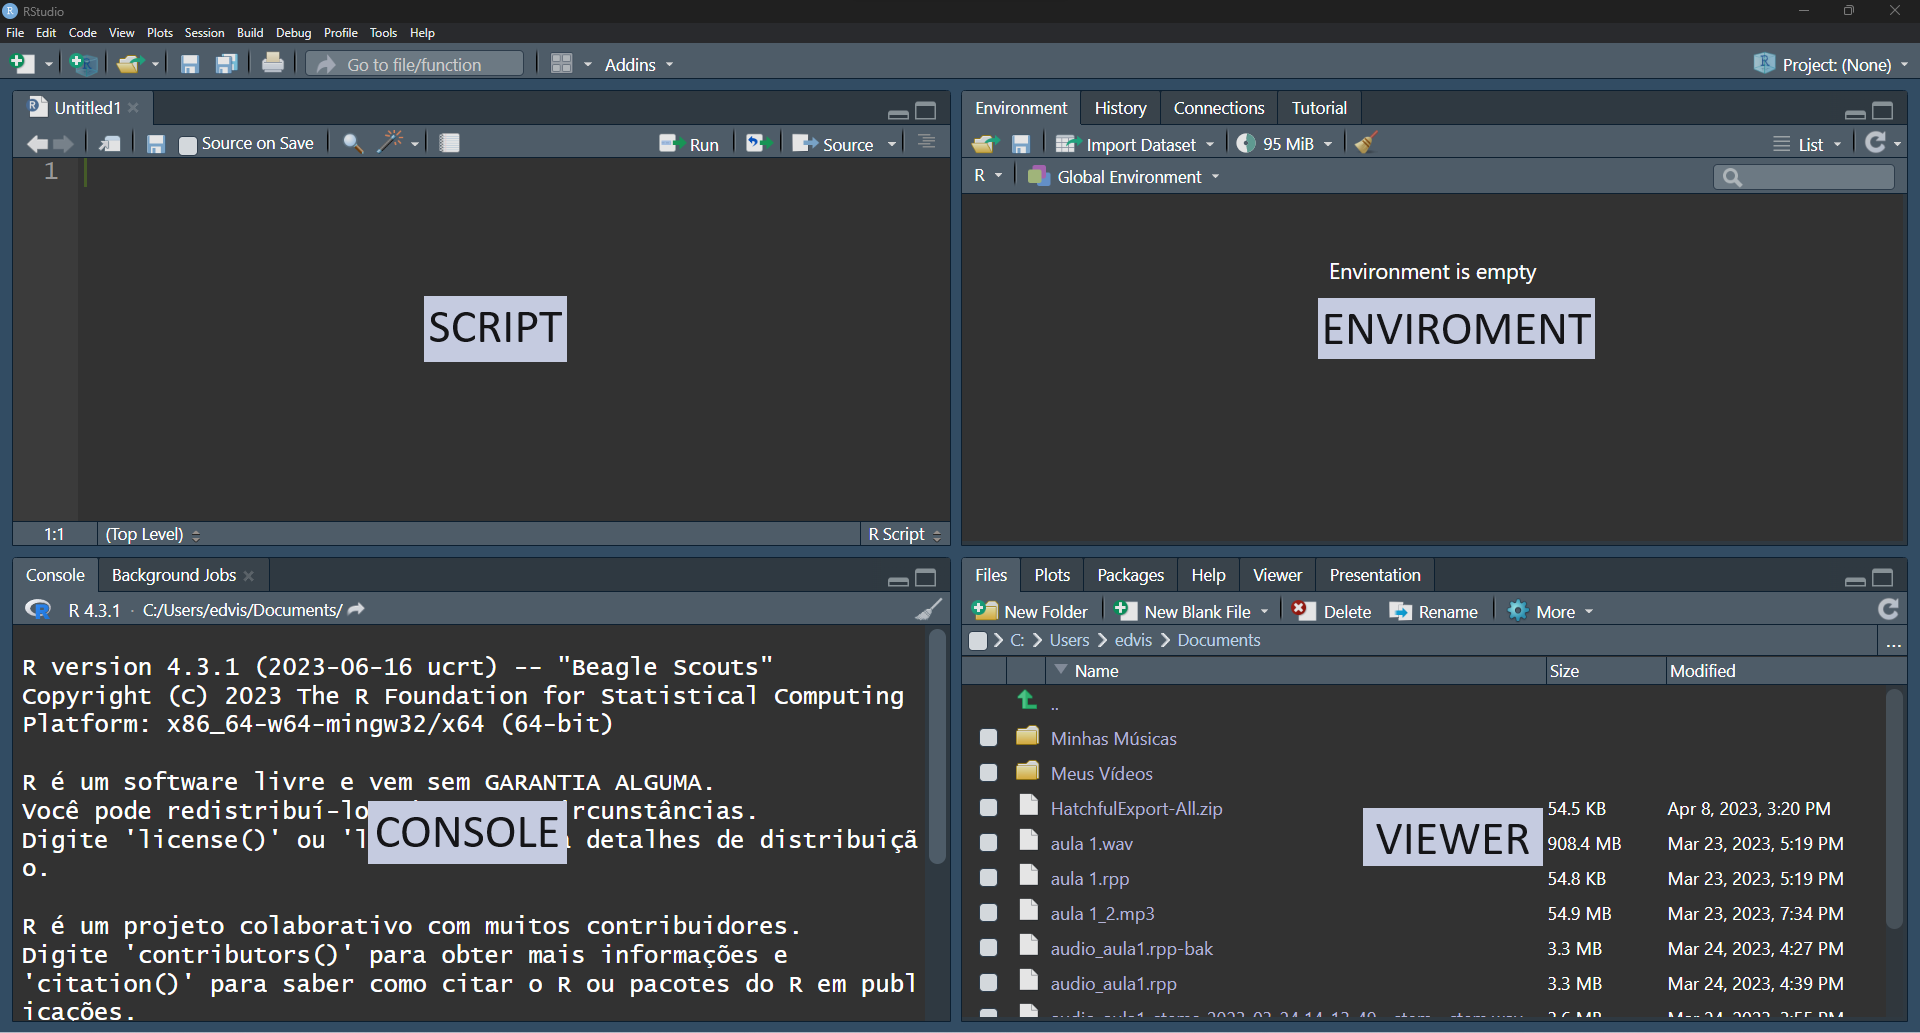 RStudio
File Edit Code View Plots Session Build Debug Profile Tools Help
Go to file/function Addins Project: (None)
Untitled1
Source on Save Run Source
1
SCRIPT
1:1 (Top Level) R Script
Environment History Connections Tutorial
Import Dataset 95 MiB List
R Global Environment
Environment is empty
ENVIROMENT
Console Background Jobs
R 4.3.1 · C:/Users/edvis/Documents/
R version 4.3.1 (2023-06-16 ucrt) -- "Beagle Scouts"
Copyright (C) 2023 The R Foundation for Statistical Computing
Platform: x86_64-w64-mingw32/x64 (64-bit)
R é um software livre e vem sem GARANTIA ALGUMA.
Você pode redistribuí-lo rcunstâncias.
Digite 'license()' ou 'l detalhes de distribuiçã
o.
CONSOLE
R é um projeto colaborativo com muitos contribuidores.
Digite 'contributors()' para obter mais informações e
'citation()' para saber como citar o R ou pacotes do R em publ
icações.
Files Plots Packages Help Viewer Presentation
New Folder New Blank File Delete Rename More
C: Users edvis Documents ...
Name Size Modified
..
Minhas Músicas
Meus Vídeos
HatchfulExport-All.zip 54.5 KB Apr 8, 2023, 3:20 PM
VIEWER
aula 1.wav 908.4 MB Mar 23, 2023, 5:19 PM
aula 1.rpp 54.8 KB Mar 23, 2023, 5:19 PM
aula 1_2.mp3 54.9 MB Mar 23, 2023, 7:34 PM
audio_aula1.rpp-bak 3.3 MB Mar 24, 2023, 4:27 PM
audio_aula1.rpp 3.3 MB Mar 24, 2023, 4:39 PM